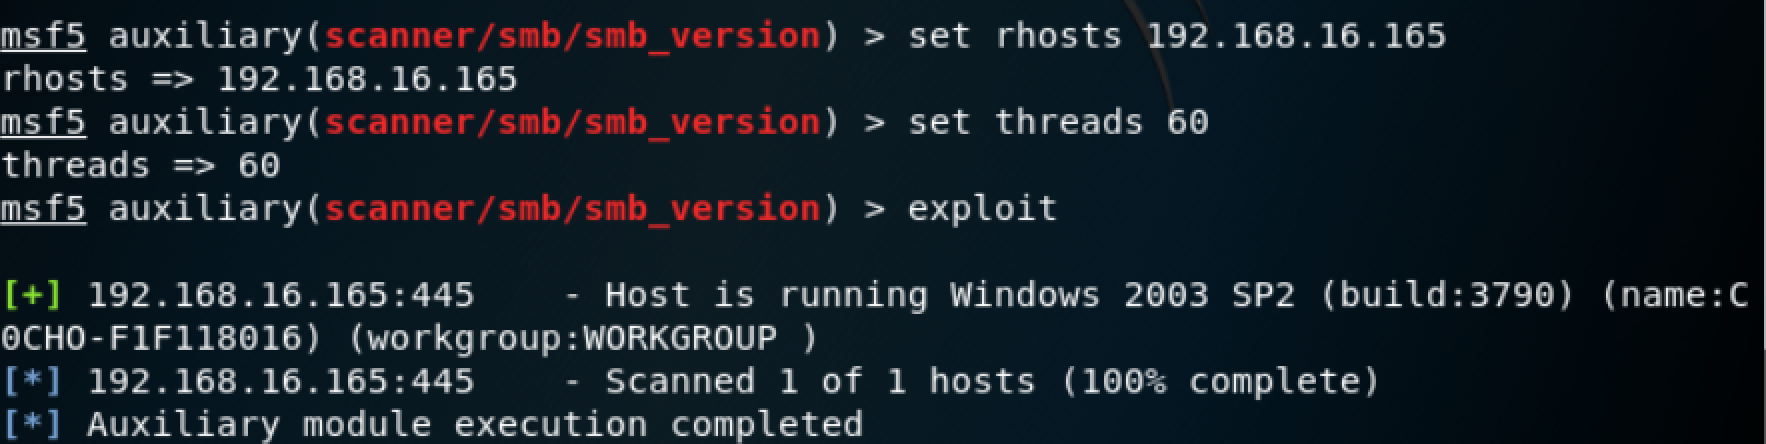 msf5 auxiliary(scanner/smb/smb_version) > set rhosts 192.168.16.165
rhosts => 192.168.16.165
msf5 auxiliary(scanner/smb/smb_version) > set threads 60
threads => 60
msf5 auxiliary(scanner/smb/smb_version) > exploit
[+] 192.168.16.165:445    - Host is running Windows 2003 SP2 (build:3790) (name:C
0CHO-F1F118016) (workgroup:WORKGROUP )
[*] 192.168.16.165:445    - Scanned 1 of 1 hosts (100% complete)
[*] Auxiliary module execution completed